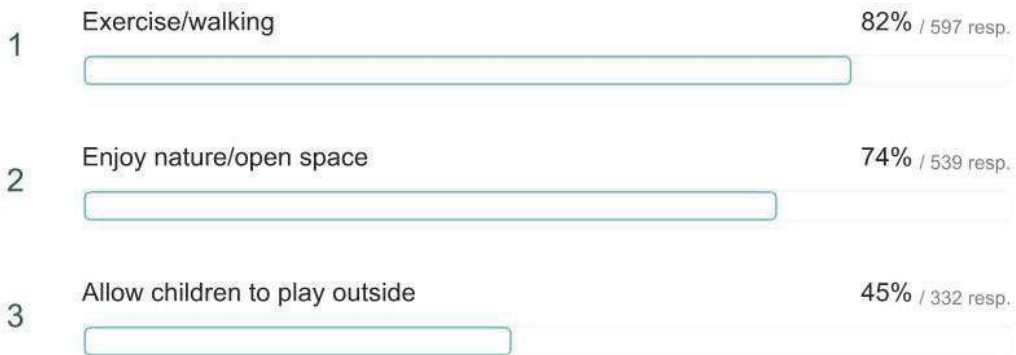 1 Exercise/walking 82% / 597 resp.
2 Enjoy nature/open space 74% / 539 resp.
3 Allow children to play outside 45% / 332 resp.